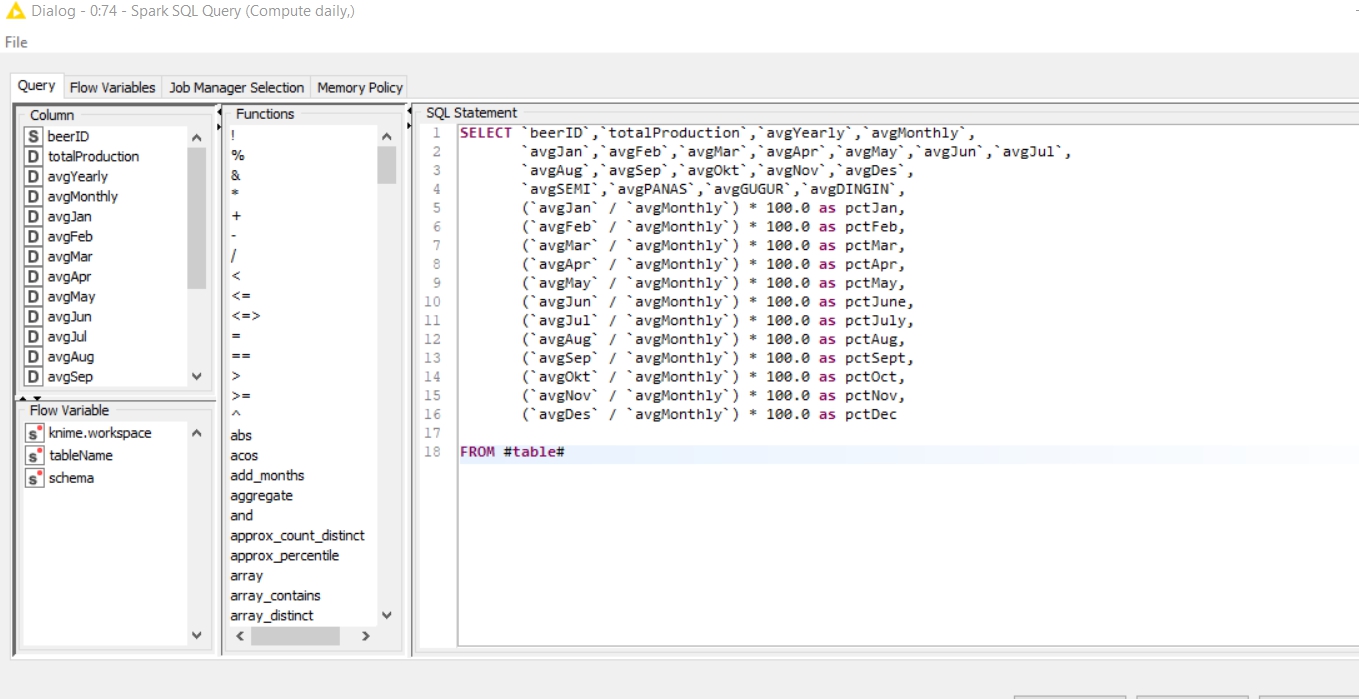 Dialog - 0:74 - Spark SQL Query (Compute daily,)
File
Query Flow Variables Job Manager Selection Memory Policy
Column
S beerID
D totalProduction
D avgYearly
D avgMonthly
D avgJan
D avgFeb
D avgMar
D avgApr
D avgMay
D avgJun
D avgJul
D avgAug
D avgSep
Flow Variable
s knime.workspace
s tableName
s schema
Functions
!
%
&
*
+
-
/
<
<=
<=>
=
==
>
>=
^
abs
acos
add_months
aggregate
and
approx_count_distinct
approx_percentile
array
array_contains
array_distinct
SQL Statement
1 SELECT `beerID`,`totalProduction`,`avgYearly`,`avgMonthly`,
2 `avgJan`,`avgFeb`,`avgMar`,`avgApr`,`avgMay`,`avgJun`,`avgJul`,
3 `avgAug`,`avgSep`,`avgOkt`,`avgNov`,`avgDes`,
4 `avgSEMI`,`avgPANAS`,`avgGUGUR`,`avgDINGIN`,
5 (`avgJan` / `avgMonthly`) * 100.0 as pctJan,
6 (`avgFeb` / `avgMonthly`) * 100.0 as pctFeb,
7 (`avgMar` / `avgMonthly`) * 100.0 as pctMar,
8 (`avgApr` / `avgMonthly`) * 100.0 as pctApr,
9 (`avgMay` / `avgMonthly`) * 100.0 as pctMay,
10 (`avgJun` / `avgMonthly`) * 100.0 as pctJune,
11 (`avgJul` / `avgMonthly`) * 100.0 as pctJuly,
12 (`avgAug` / `avgMonthly`) * 100.0 as pctAug,
13 (`avgSep` / `avgMonthly`) * 100.0 as pctSept,
14 (`avgOkt` / `avgMonthly`) * 100.0 as pctOct,
15 (`avgNov` / `avgMonthly`) * 100.0 as pctNov,
16 (`avgDes` / `avgMonthly`) * 100.0 as pctDec
17
18 FROM #table#